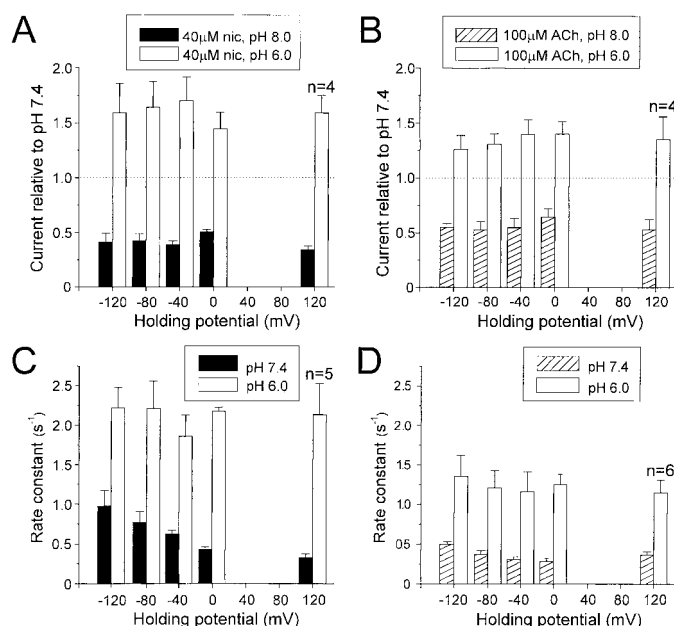 A
40µM nic, pH 8.0
40µM nic, pH 6.0
Current relative to pH 7.4
2.0
1.5
1.0
0.5
0
n=4
-120 -80 -40 0 40 80 120
Holding potential (mV)
B
100µM ACh, pH 8.0
100µM ACh, pH 6.0
Current relative to pH 7.4
2.0
1.5
1.0
0.5
0
n=4
-120 -80 -40 0 40 80 120
Holding potential (mV)
C
pH 7.4
pH 6.0
Rate constant (s⁻¹)
2.5
2.0
1.5
1.0
0.5
0
n=5
-120 -80 -40 0 40 80 120
Holding potential (mV)
D
pH 7.4
pH 6.0
Rate constant (s⁻¹)
2.5
2.0
1.5
1.0
0.5
0
n=6
-120 -80 -40 0 40 80 120
Holding potential (mV)